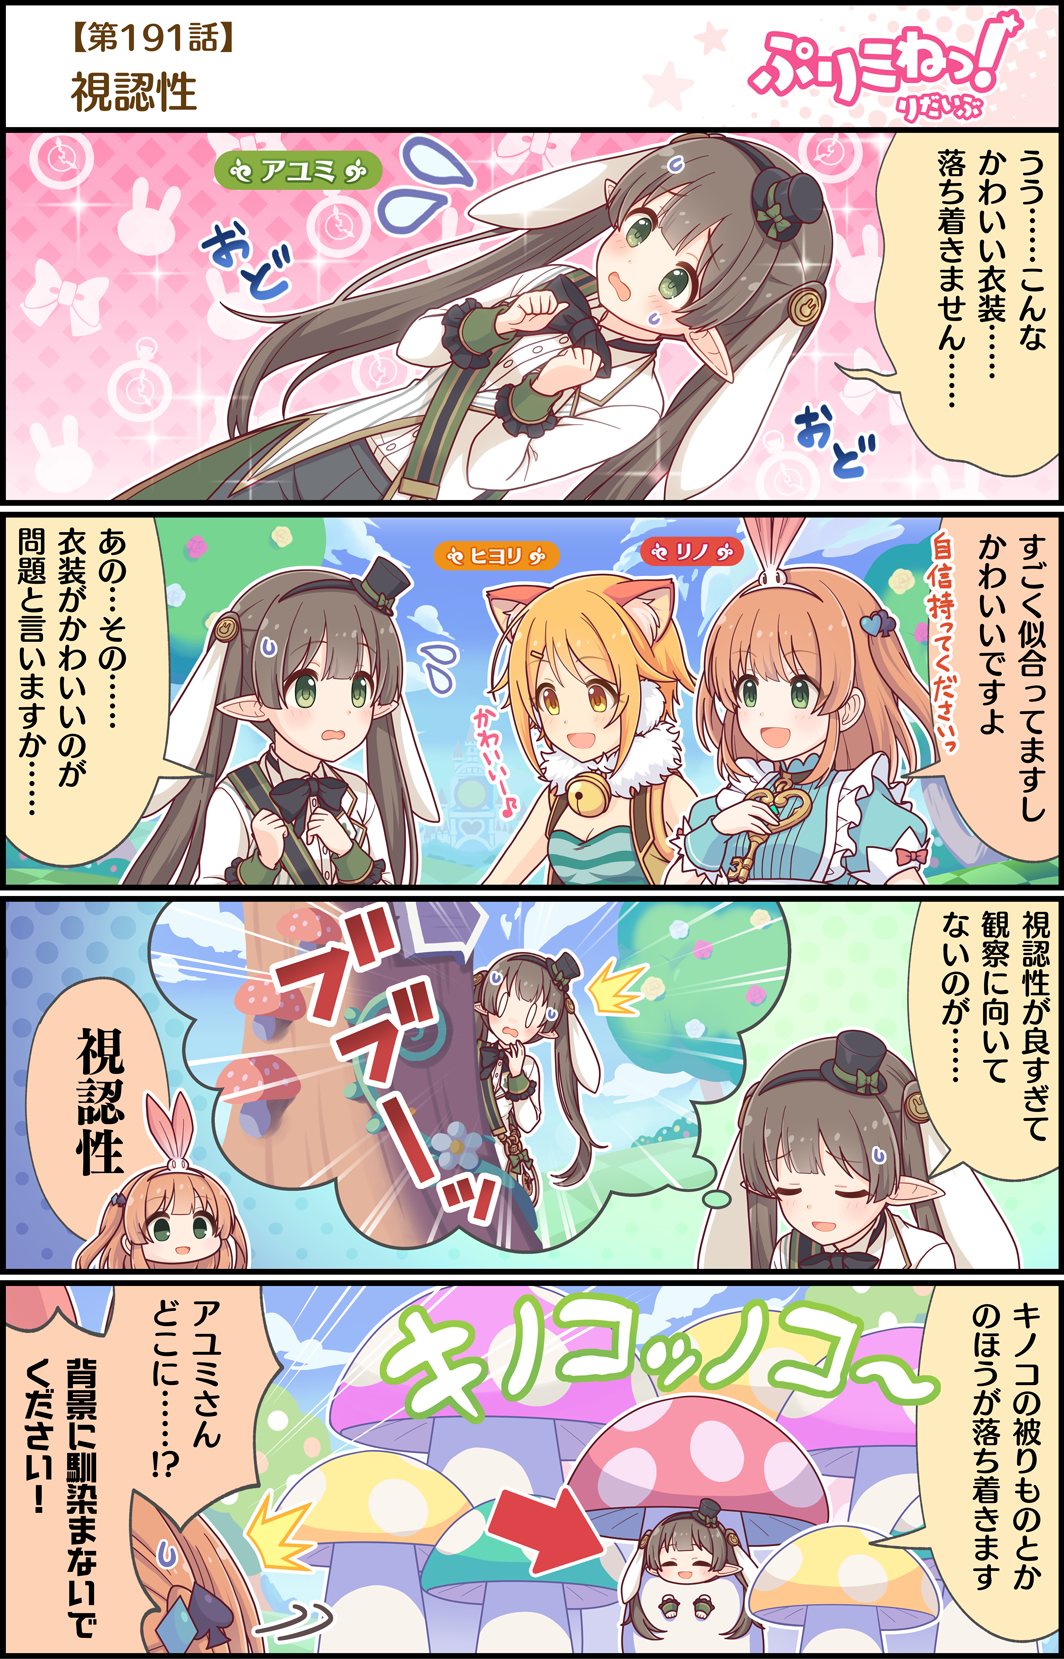 【第191話】
視認性
ぷりこねっ!
りだいぶ
アユミ
うう……こんな
かわいい衣装……
落ち着きません……
おど
おど
すごく似合ってますし
かわいいですよ
自信持ってくださいっ
リノ
ヒヨリ
かわいいー♪
あの…その……
衣装がかわいいのが
問題と言いますか……
視認性が良すぎて
観察に向いて
ないのが……
ブブーーッ
視認性
キノコの被りものとか
のほうが落ち着きます
キノコッノコ～
アユミさん
どこに……!?
背景に馴染まないで
ください!